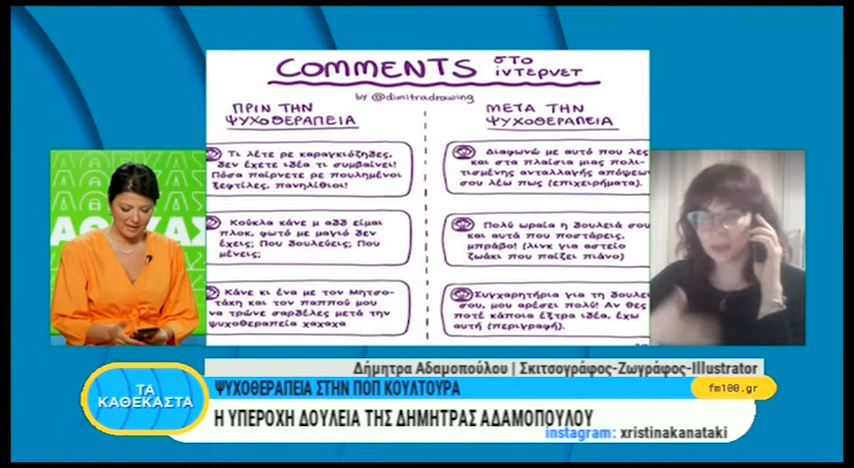 COMMENTS στο
ίντερνετ
by @dimitradrawing
ΠΡΙΝ ΤΗΝ
ΨΥΧΟΘΕΡΑΠΕΙΑ
Τι λέτε ρε καραγκιόζηδες,
δεν έχετε ιδέα τι συμβαίνει!
Πόσα παίρνετε ρε πουλημένοι
ξεφτίλες, πανηλίθιοι!
Κούκλα κάνε μ αδδ είμαι
πλοκ, φωτό με μαγιό δεν
έχεις; Που δουλεύεις; Που
μένεις;
Κάνε κι ένα με τον Μητσο-
τάκη και τον παππού μου
να τρώνε σαρδέλες μετά την
ψυχοθεραπεία χαχαχα
ΜΕΤΑ ΤΗΝ
ΨΥΧΟΘΕΡΑΠΕΙΑ
Διαφωνώ με αυτό που λες
και στα πλαίσια μιας πολι-
τισμένης ανταλλαγής απόψεων
σου λέω πως (επιχειρήματα).
Πολύ ωραία η δουλειά σου
και αυτά που ποστάρεις,
μπράβο! (λινκ για αστείο
ζωάκι που παίζει πιάνο)
Συγχαρητήρια για τη δουλει
σου, μου αρέσει πολύ! Αν θες
ποτέ κάποια έξτρα ιδέα, έχω
αυτή (περιγραφή).
Δήμητρα Αδαμοπούλου | Σκιτσογράφος-Ζωγράφος-Illustrator
ΤΑ
ΚΑΘΕΚΑΣΤΑ
ΨΥΧΟΘΕΡΑΠΕΙΑ ΣΤΗΝ ΠΟΠ ΚΟΥΛΤΟΥΡΑ
fm100.gr
Η ΥΠΕΡΟΧΗ ΔΟΥΛΕΙΑ ΤΗΣ ΔΗΜΗΤΡΑΣ ΑΔΑΜΟΠΟΥΛΟΥ
instagram: xristinakanataki